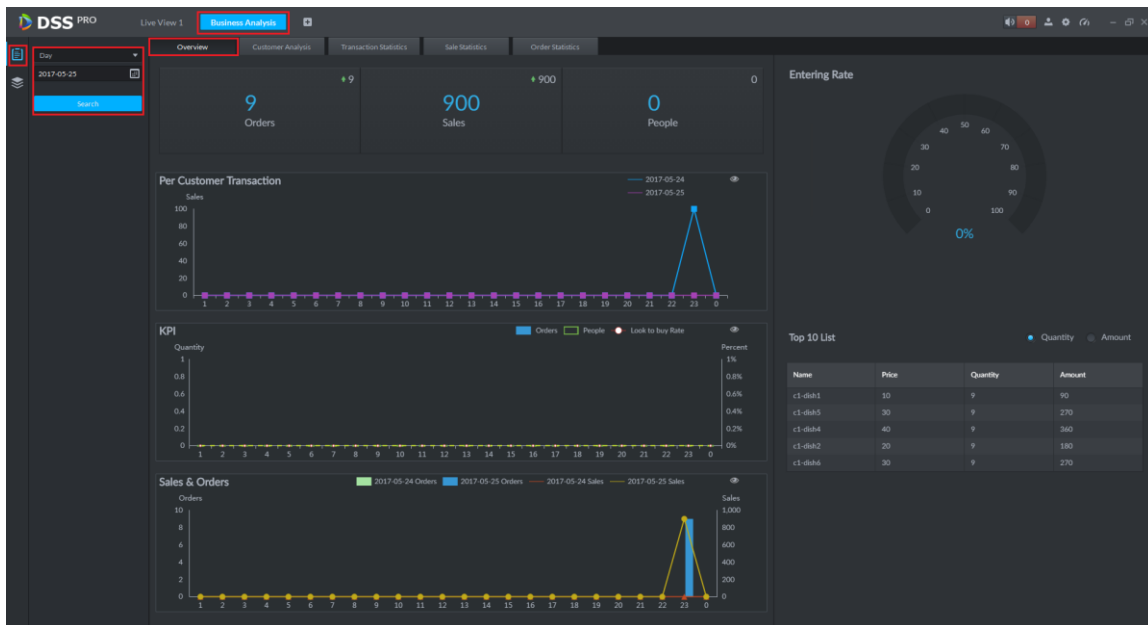 DSS PRO
Live View 1
Business Analysis
0
Day
2017-05-25
Search
Overview
Customer Analysis
Transaction Statistics
Sale Statistics
Order Statistics
9
9
Orders
900
900
Sales
0
0
People
Entering Rate
0
10
20
30
40
50
60
70
80
90
100
0%
Per Customer Transaction
2017-05-24
2017-05-25
Sales
100
80
60
40
20
0
1 2 3 4 5 6 7 8 9 10 11 12 13 14 15 16 17 18 19 20 21 22 23 0
KPI
Orders People Look to buy Rate
Quantity
Percent
1 1%
0.8 0.8%
0.6 0.6%
0.4 0.4%
0.2 0.2%
0 0%
1 2 3 4 5 6 7 8 9 10 11 12 13 14 15 16 17 18 19 20 21 22 23 0
Sales & Orders
2017-05-24 Orders 2017-05-25 Orders 2017-05-24 Sales 2017-05-25 Sales
Orders
Sales
10 1,000
8 800
6 600
4 400
2 200
0 0
1 2 3 4 5 6 7 8 9 10 11 12 13 14 15 16 17 18 19 20 21 22 23 0
Top 10 List
Quantity Amount
Name Price Quantity Amount
c1-dish1 10 9 90
c1-dish5 30 9 270
c1-dish4 40 9 360
c1-dish2 20 9 180
c1-dish6 30 9 270